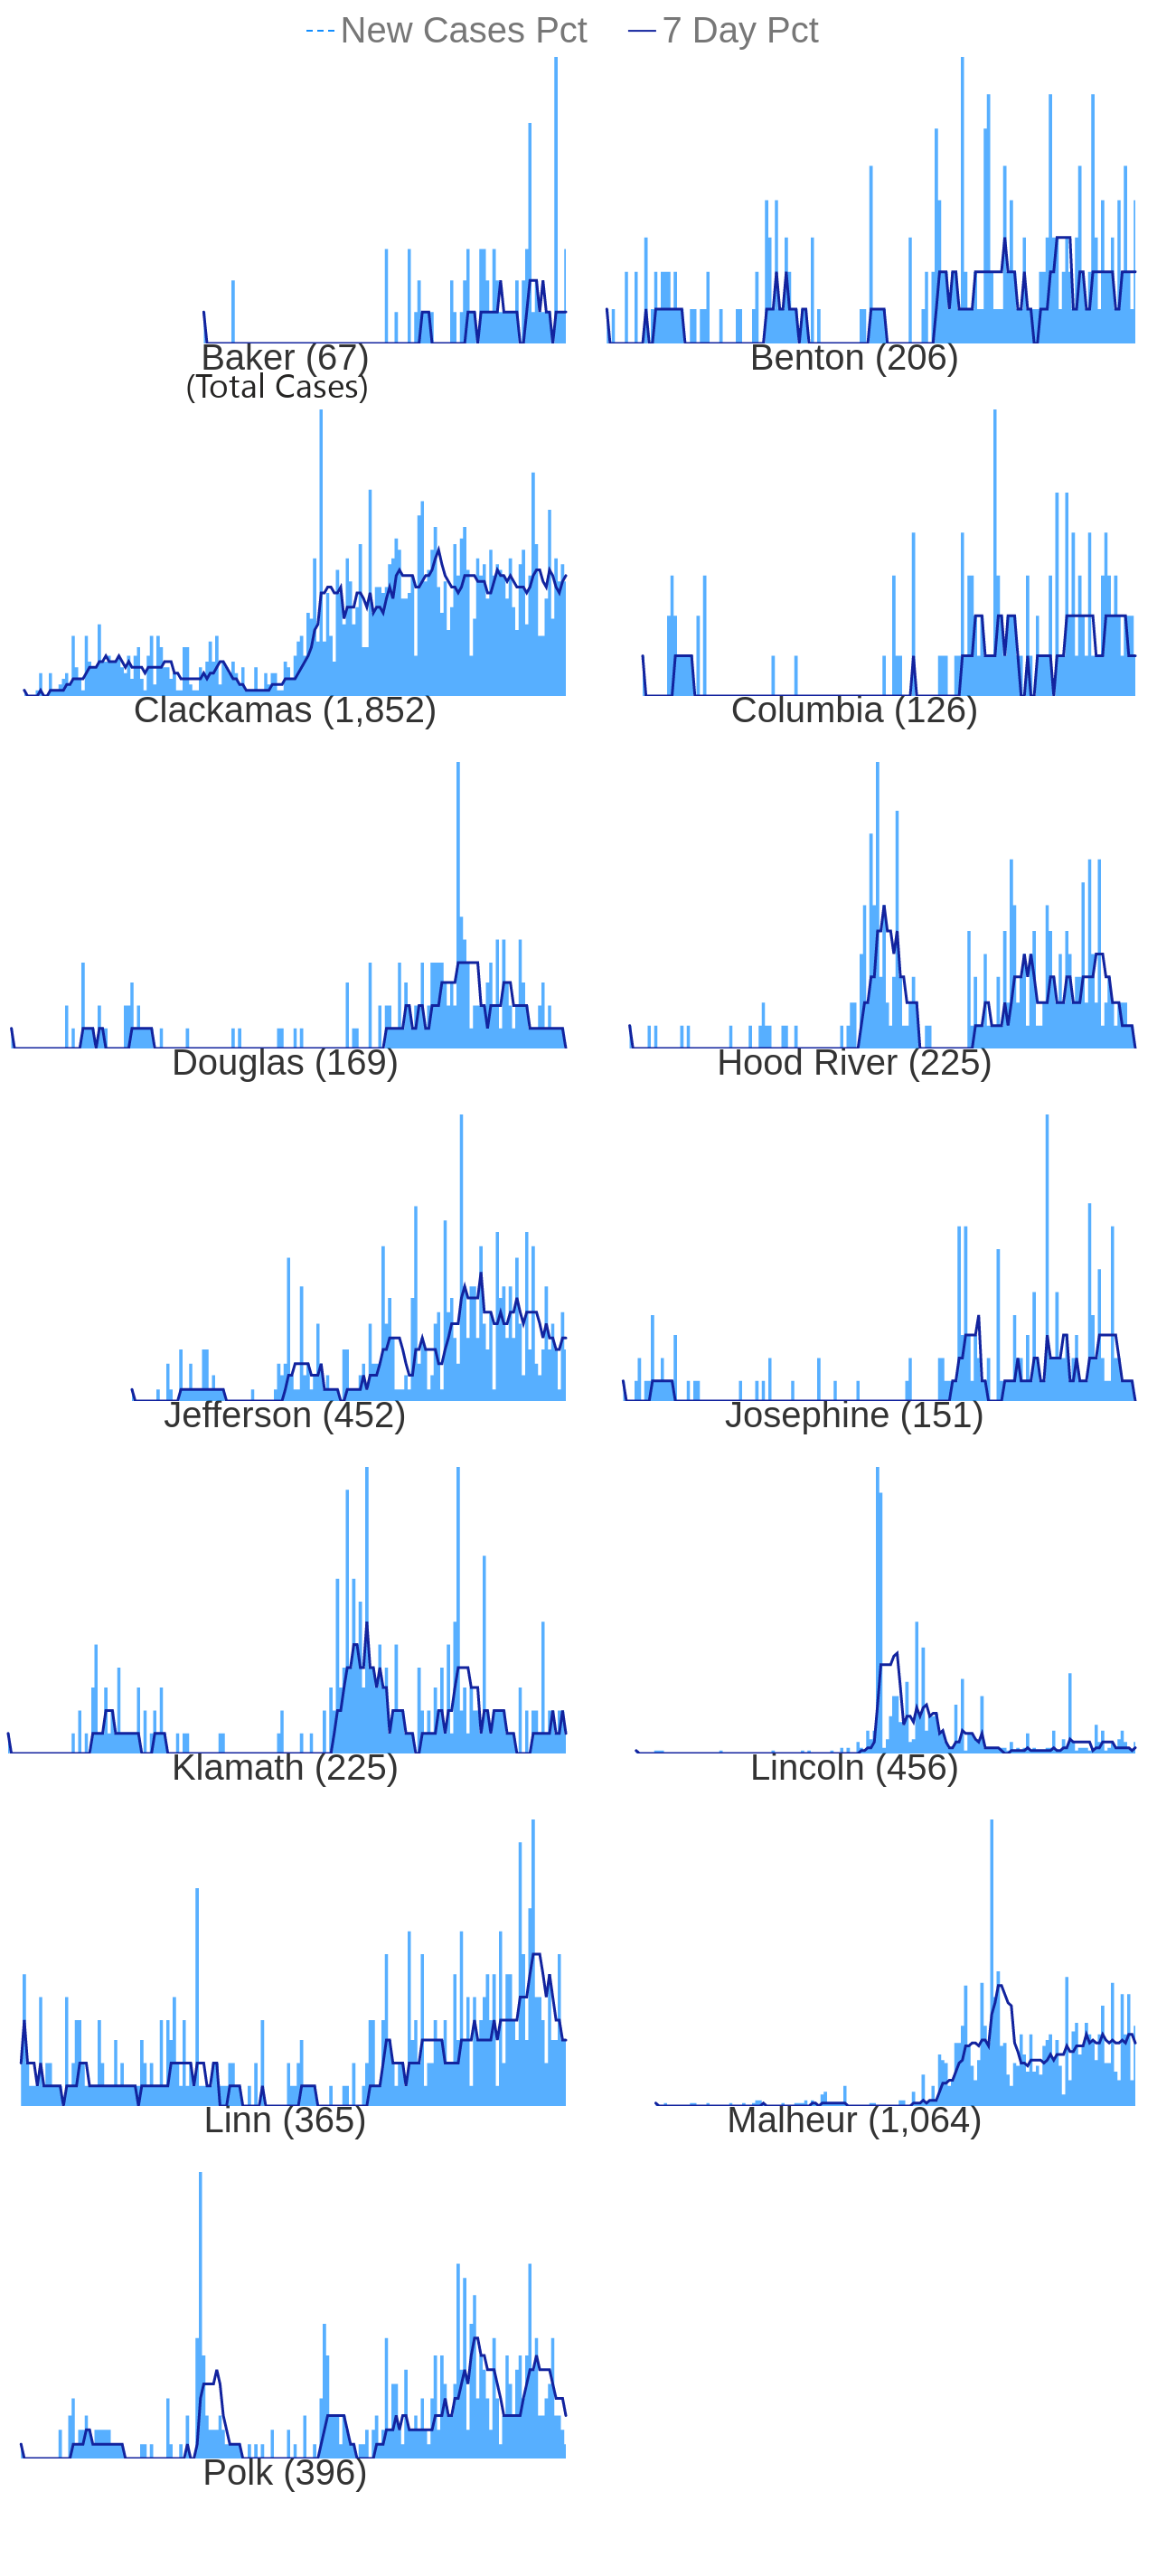 New Cases Pct 7 Day Pct
Baker (67) Benton (206)
(Total Cases)
Clackamas (1,852) Columbia (126)
Douglas (169) Hood River (225)
Jefferson (452) Josephine (151)
Klamath (225) Lincoln (456)
Linn (365) Malheur (1,064)
Polk (396)